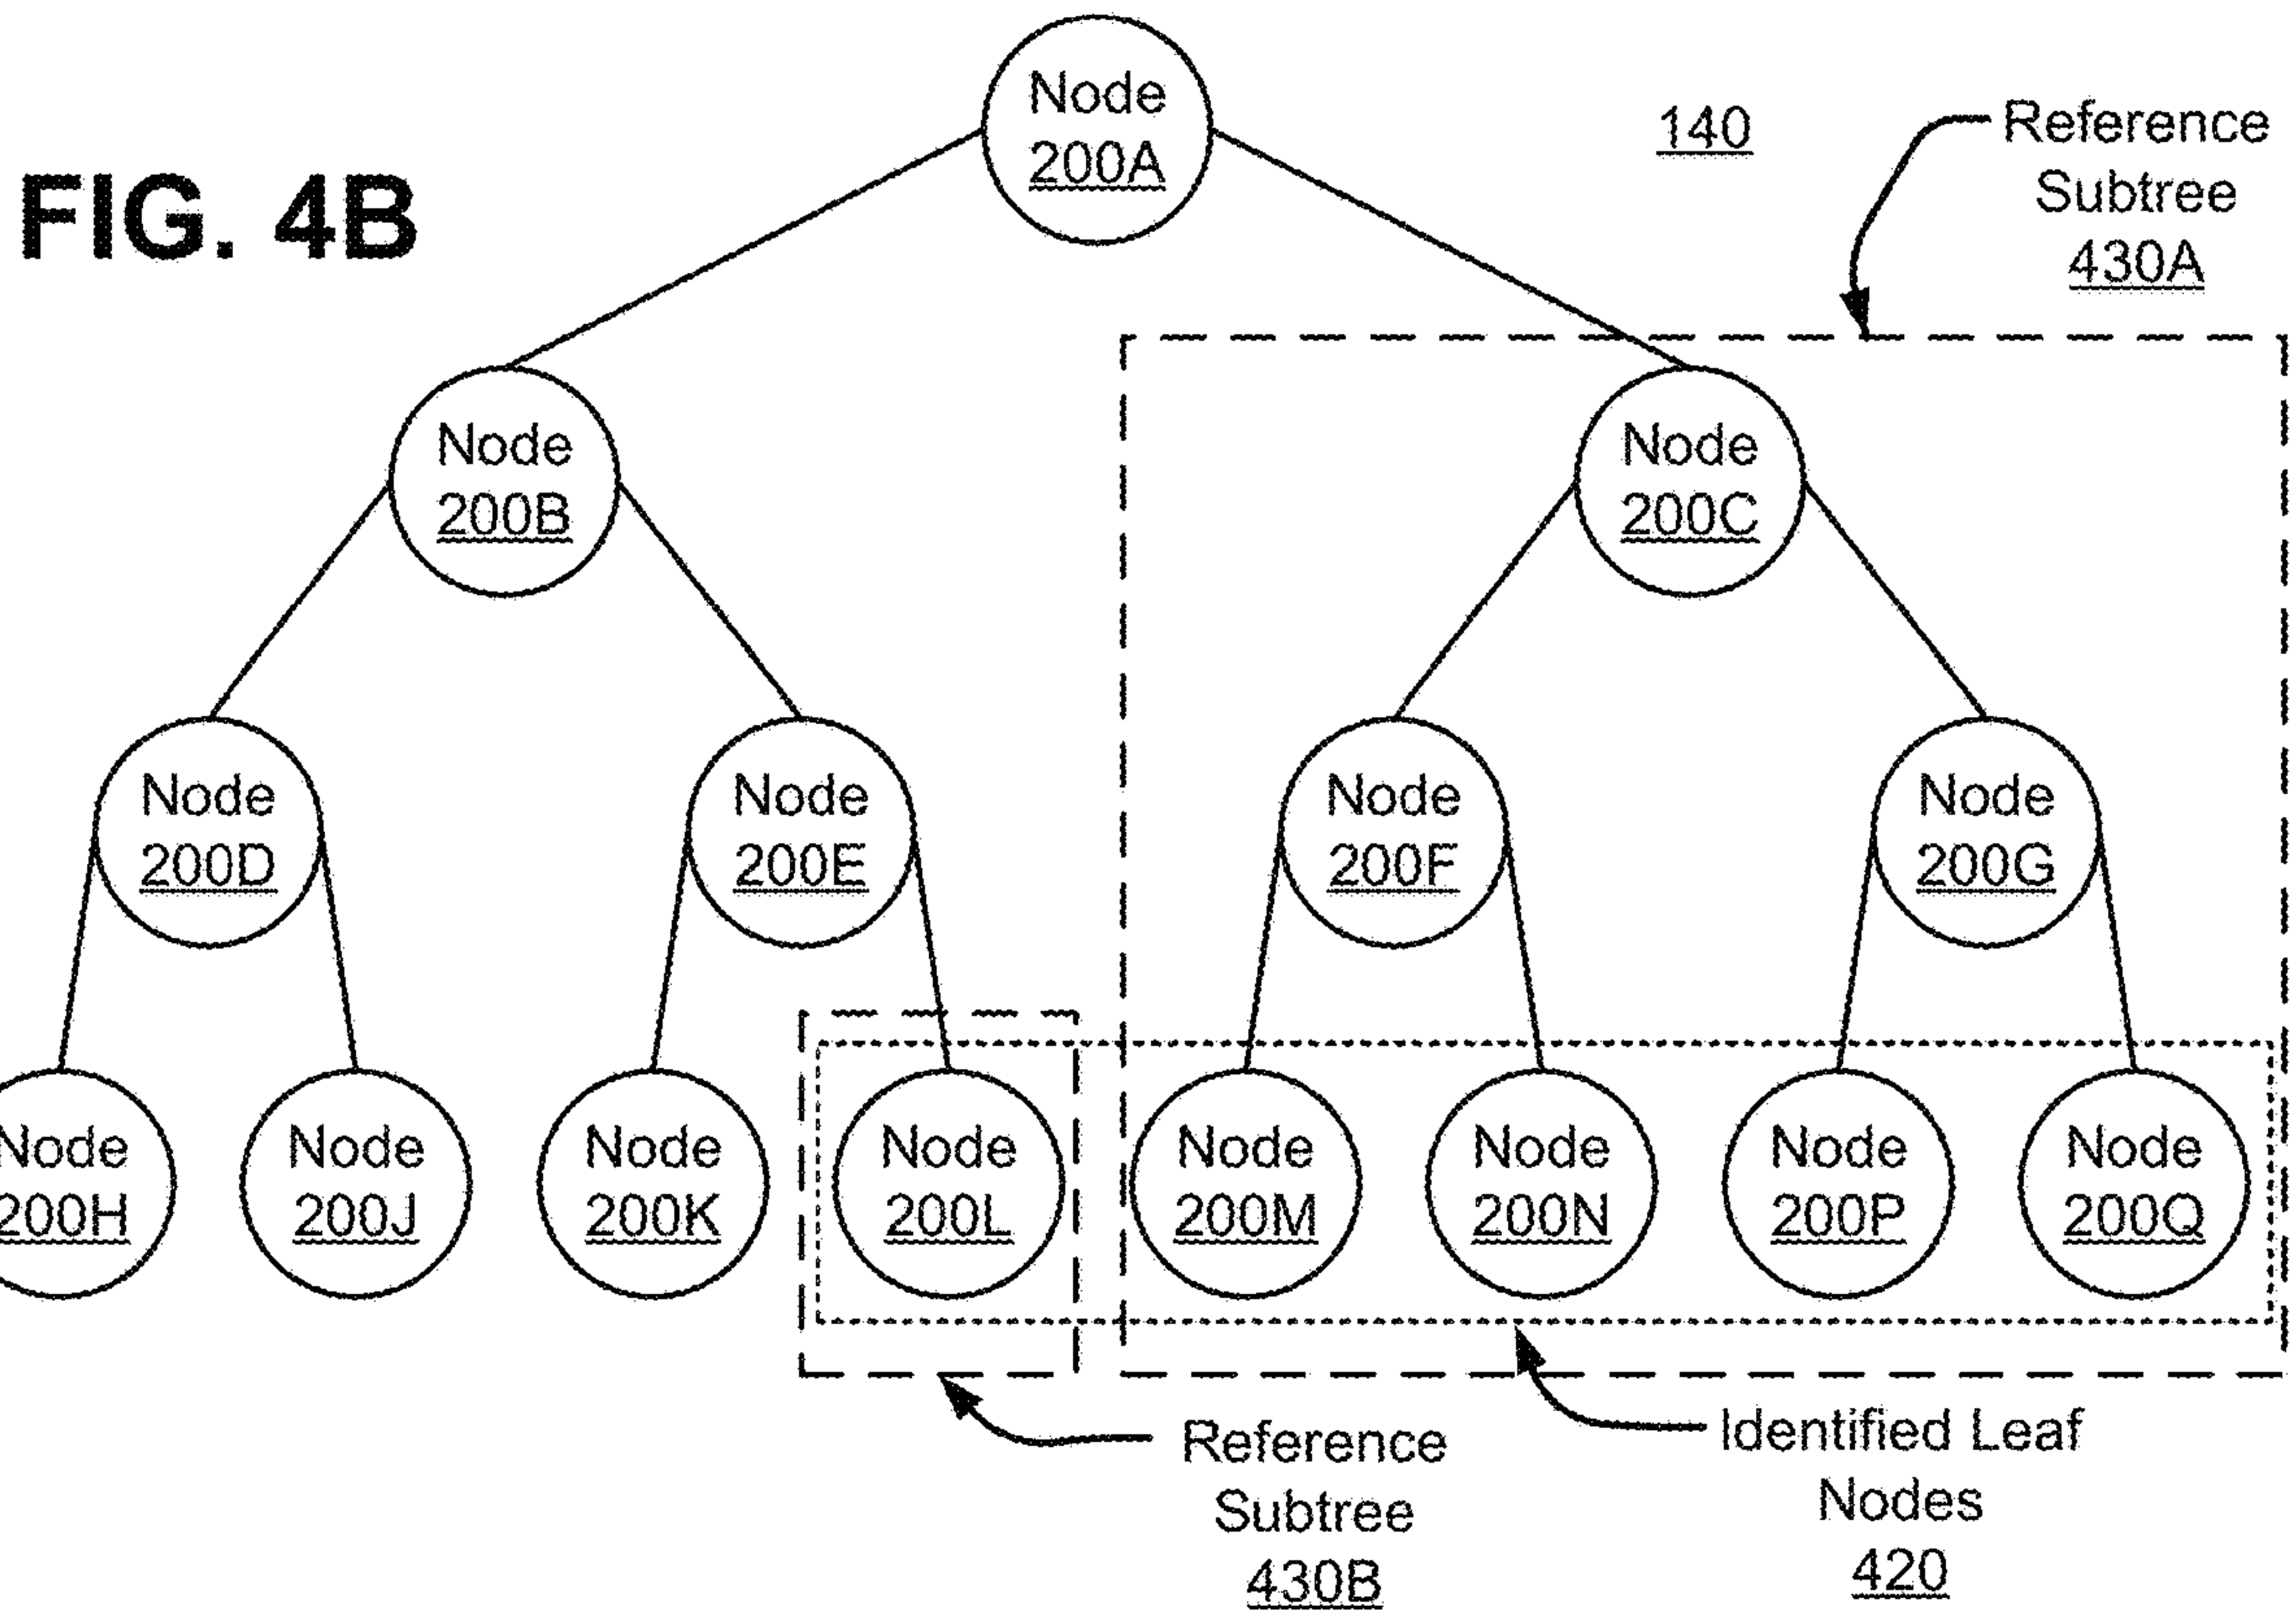 FIG. 4B
Node
200A
140
Reference
Subtree
430A
Node
200B
Node
200C
Node
200D
Node
200E
Node
200F
Node
200G
Node
200H
Node
200J
Node
200K
Node
200L
Node
200M
Node
200N
Node
200P
Node
200Q
Reference
Subtree
430B
Identified Leaf
Nodes
420